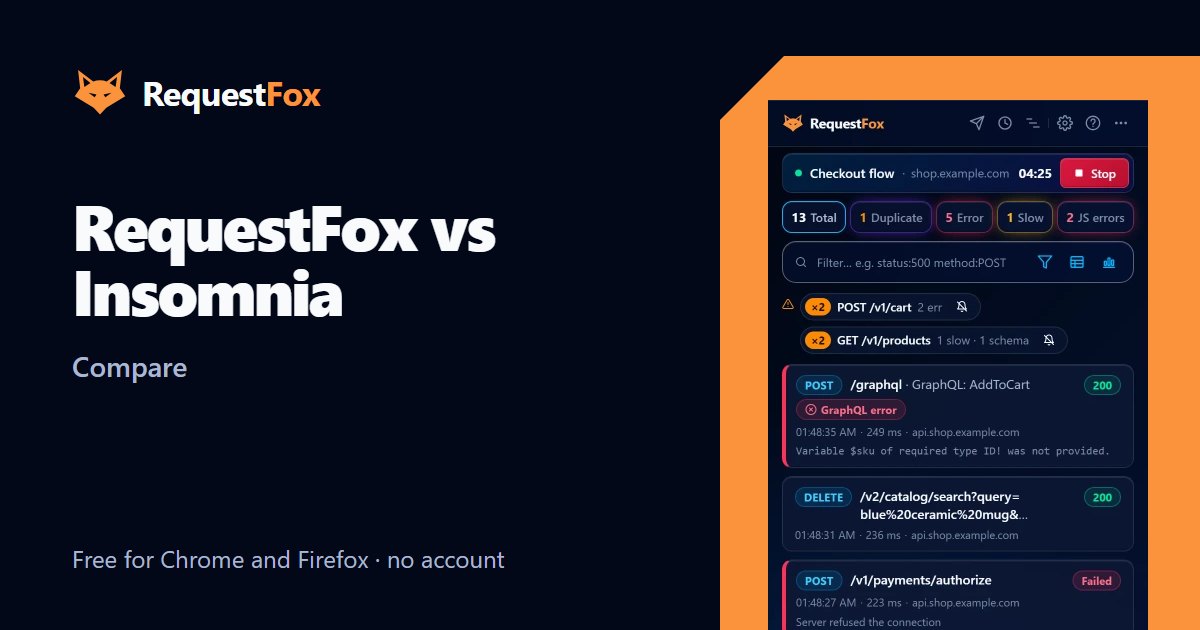 RequestFox
RequestFox vs
Insomnia
Compare
Free for Chrome and Firefox · no account
RequestFox
Checkout flow · shop.example.com 04:25 Stop
13 Total 1 Duplicate 5 Error 1 Slow 2 JS errors
Filter... e.g. status:500 method:POST
×2 POST /v1/cart 2 err
×2 GET /v1/products 1 slow · 1 schema
POST /graphql · GraphQL: AddToCart 200
GraphQL error
01:48:35 AM · 249 ms · api.shop.example.com
Variable $sku of required type ID! was not provided.
DELETE /v2/catalog/search?query= 200
blue%20ceramic%20mug&...
01:48:31 AM · 236 ms · api.shop.example.com
POST /v1/payments/authorize Failed
01:48:27 AM · 223 ms · api.shop.example.com
Server refused the connection